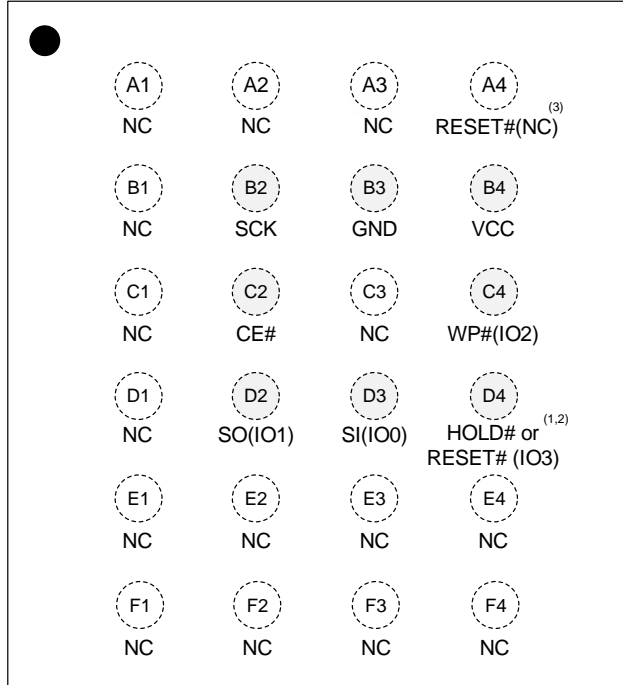 A1 A2 A3 A4
NC NC NC RESET#(NC) (3)
B1 B2 B3 B4
NC SCK GND VCC
C1 C2 C3 C4
NC CE# NC WP#(IO2)
D1 D2 D3 D4
NC SO(IO1) SI(IO0) HOLD# or (1,2)
RESET# (IO3)
E1 E2 E3 E4
NC NC NC NC
F1 F2 F3 F4
NC NC NC NC